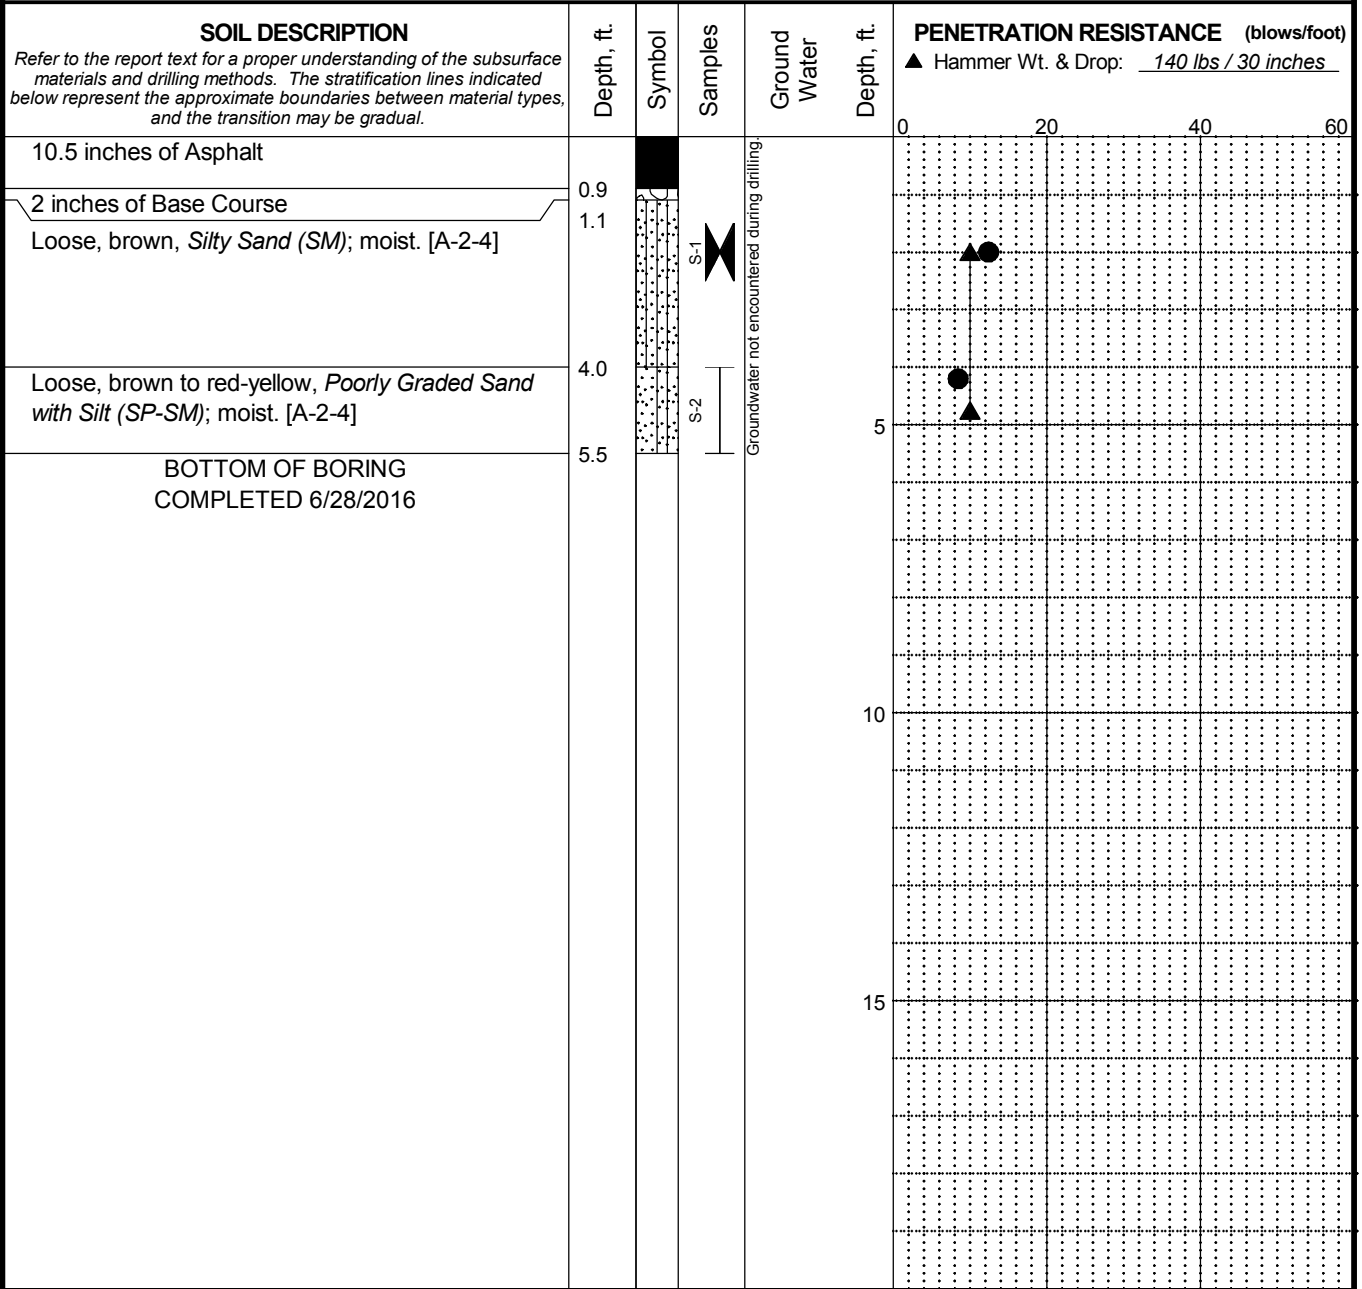 SOIL DESCRIPTION
Refer to the report text for a proper understanding of the subsurface
materials and drilling methods. The stratification lines indicated
below represent the approximate boundaries between material types,
and the transition may be gradual.
Depth, ft.
Symbol
Samples
Ground
Water
Depth, ft.
PENETRATION RESISTANCE (blows/foot)
▲ Hammer Wt. & Drop: 140 lbs / 30 inches
0 20 40 60
10.5 inches of Asphalt
0.9
2 inches of Base Course
1.1
Loose, brown, Silty Sand (SM); moist. [A-2-4]
S-1
Groundwater not encountered during drilling.
4.0
Loose, brown to red-yellow, Poorly Graded Sand
with Silt (SP-SM); moist. [A-2-4]
S-2
5
5.5
BOTTOM OF BORING
COMPLETED 6/28/2016
10
15